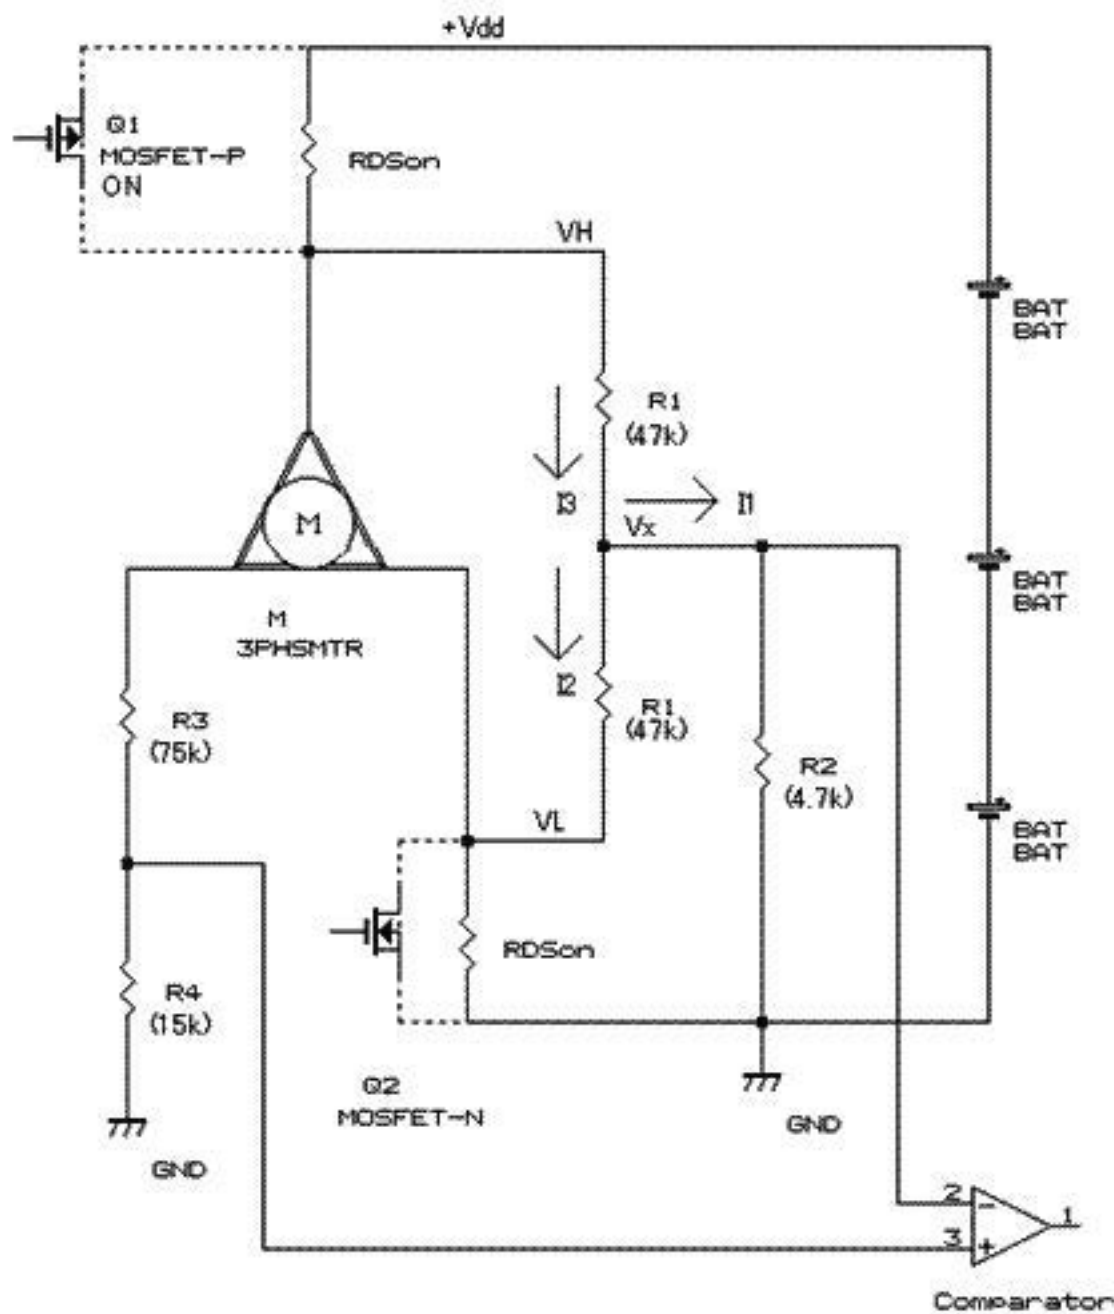 +Vdd
Q1
MOSFET-P
ON
RDSon
VH
BAT
BAT
R1
(47k)
I3
I1
Vx
M
BAT
BAT
M
3PHSMTR
I2
R1
(47k)
R3
(75k)
R2
(4.7k)
VL
BAT
BAT
RDSon
R4
(15k)
Q2
MOSFET-N
GND
GND
2
-
1
3
+
Comparator